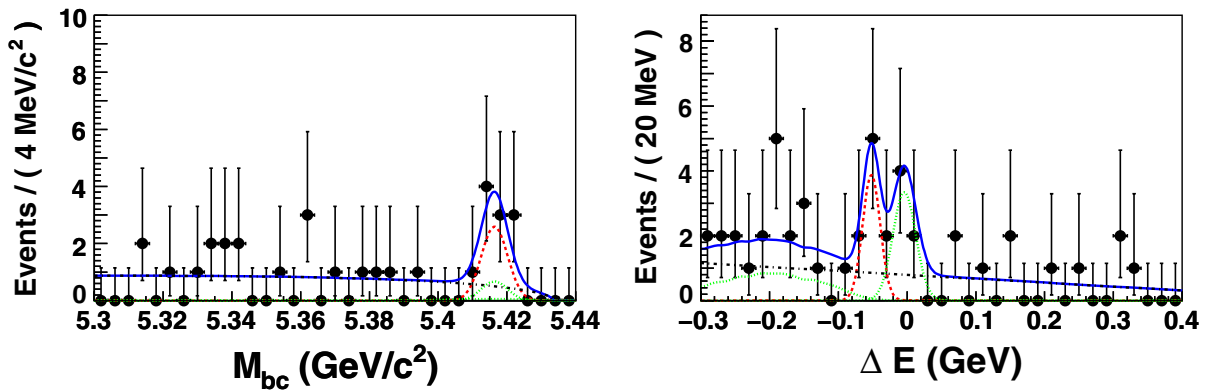 Events / ( 4 MeV/c²)
10
8
6
4
2
0
5.3 5.32 5.34 5.36 5.38 5.4 5.42 5.44
M_bc (GeV/c²)
Events / ( 20 MeV)
8
6
4
2
0
−0.3 −0.2 −0.1 0 0.1 0.2 0.3 0.4
Δ E (GeV)